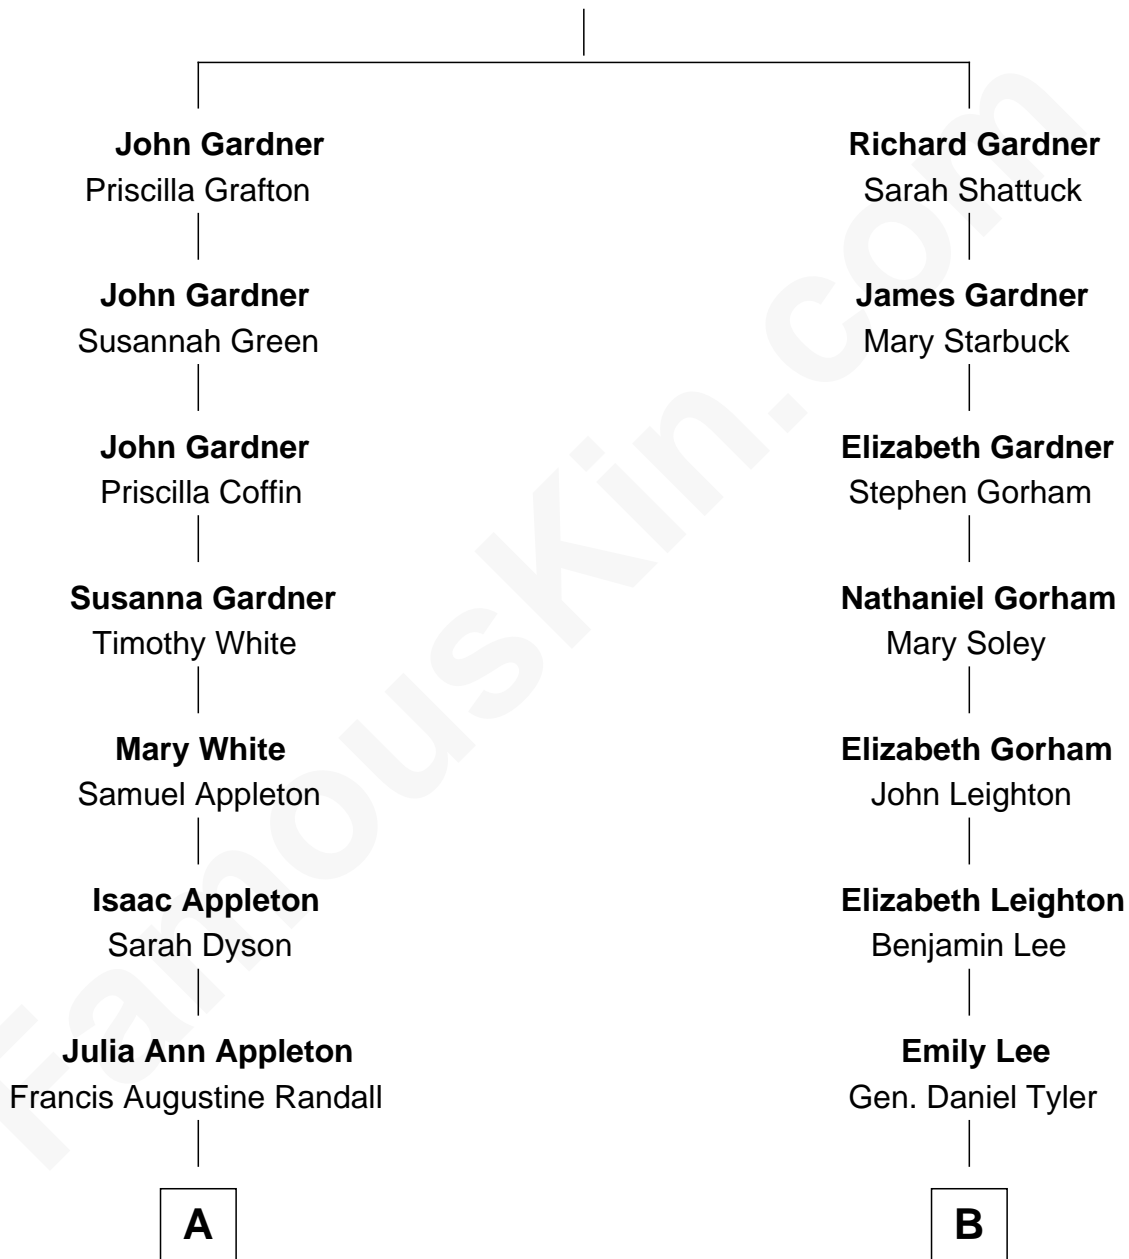 John Gardner
Priscilla Grafton
John Gardner
Susannah Green
John Gardner
Priscilla Coffin
Susanna Gardner
Timothy White
Mary White
Samuel Appleton
Isaac Appleton
Sarah Dyson
Julia Ann Appleton
Francis Augustine Randall
A
Richard Gardner
Sarah Shattuck
James Gardner
Mary Starbuck
Elizabeth Gardner
Stephen Gorham
Nathaniel Gorham
Mary Soley
Elizabeth Gorham
John Leighton
Elizabeth Leighton
Benjamin Lee
Emily Lee
Gen. Daniel Tyler
B
FamousKin.com